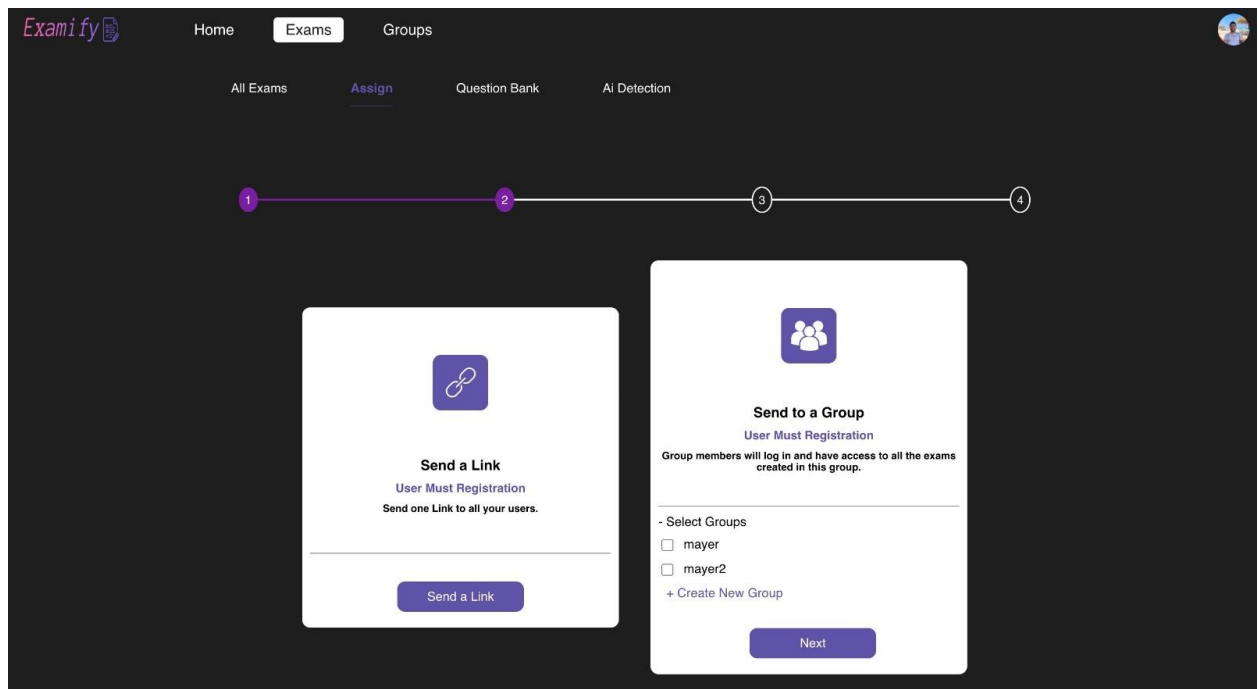 Examify
Home Exams Groups
All Exams Assign Question Bank Ai Detection
1 2 3 4
Send a Link
User Must Registration
Send one Link to all your users.
Send a Link
Send to a Group
User Must Registration
Group members will log in and have access to all the exams
created in this group.
- Select Groups
mayer
mayer2
+ Create New Group
Next